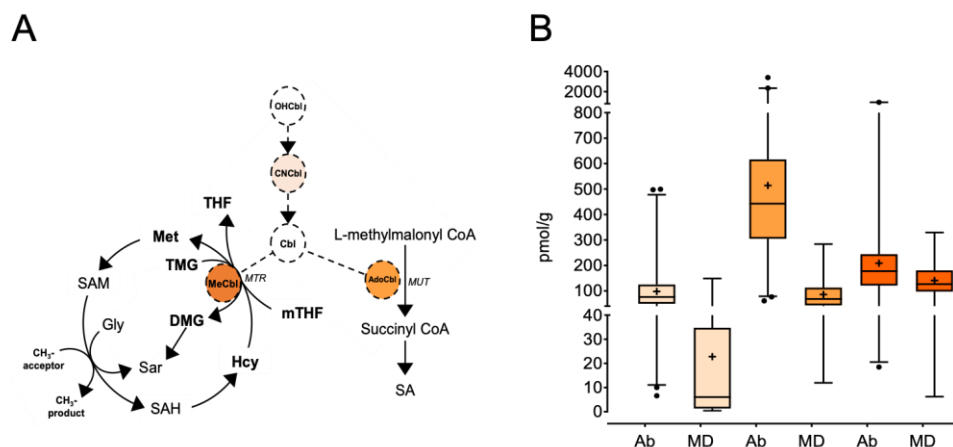 A
OHCbl
CNCbl
Cbl
THF
Met
TMG
MeCbl
MTR
SAM
DMG
mTHF
Gly
CH₃-
acceptor
Sar
CH₃-
product
SAH
Hcy
L-methylmalonyl CoA
AdoCbl
MUT
Succinyl CoA
SA
B
pmol/g
4000
2000
800
700
600
500
400
300
200
100
40
30
20
10
0
Ab MD Ab MD Ab MD